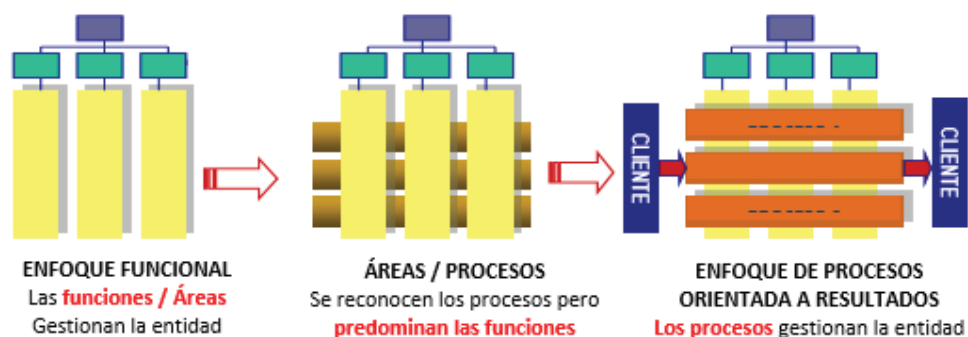 CLIENTE
CLIENTE
ENFOQUE FUNCIONAL
Las funciones / Áreas
Gestionan la entidad
ÁREAS / PROCESOS
Se reconocen los procesos pero
predominan las funciones
ENFOQUE DE PROCESOS
ORIENTADA A RESULTADOS
Los procesos gestionan la entidad